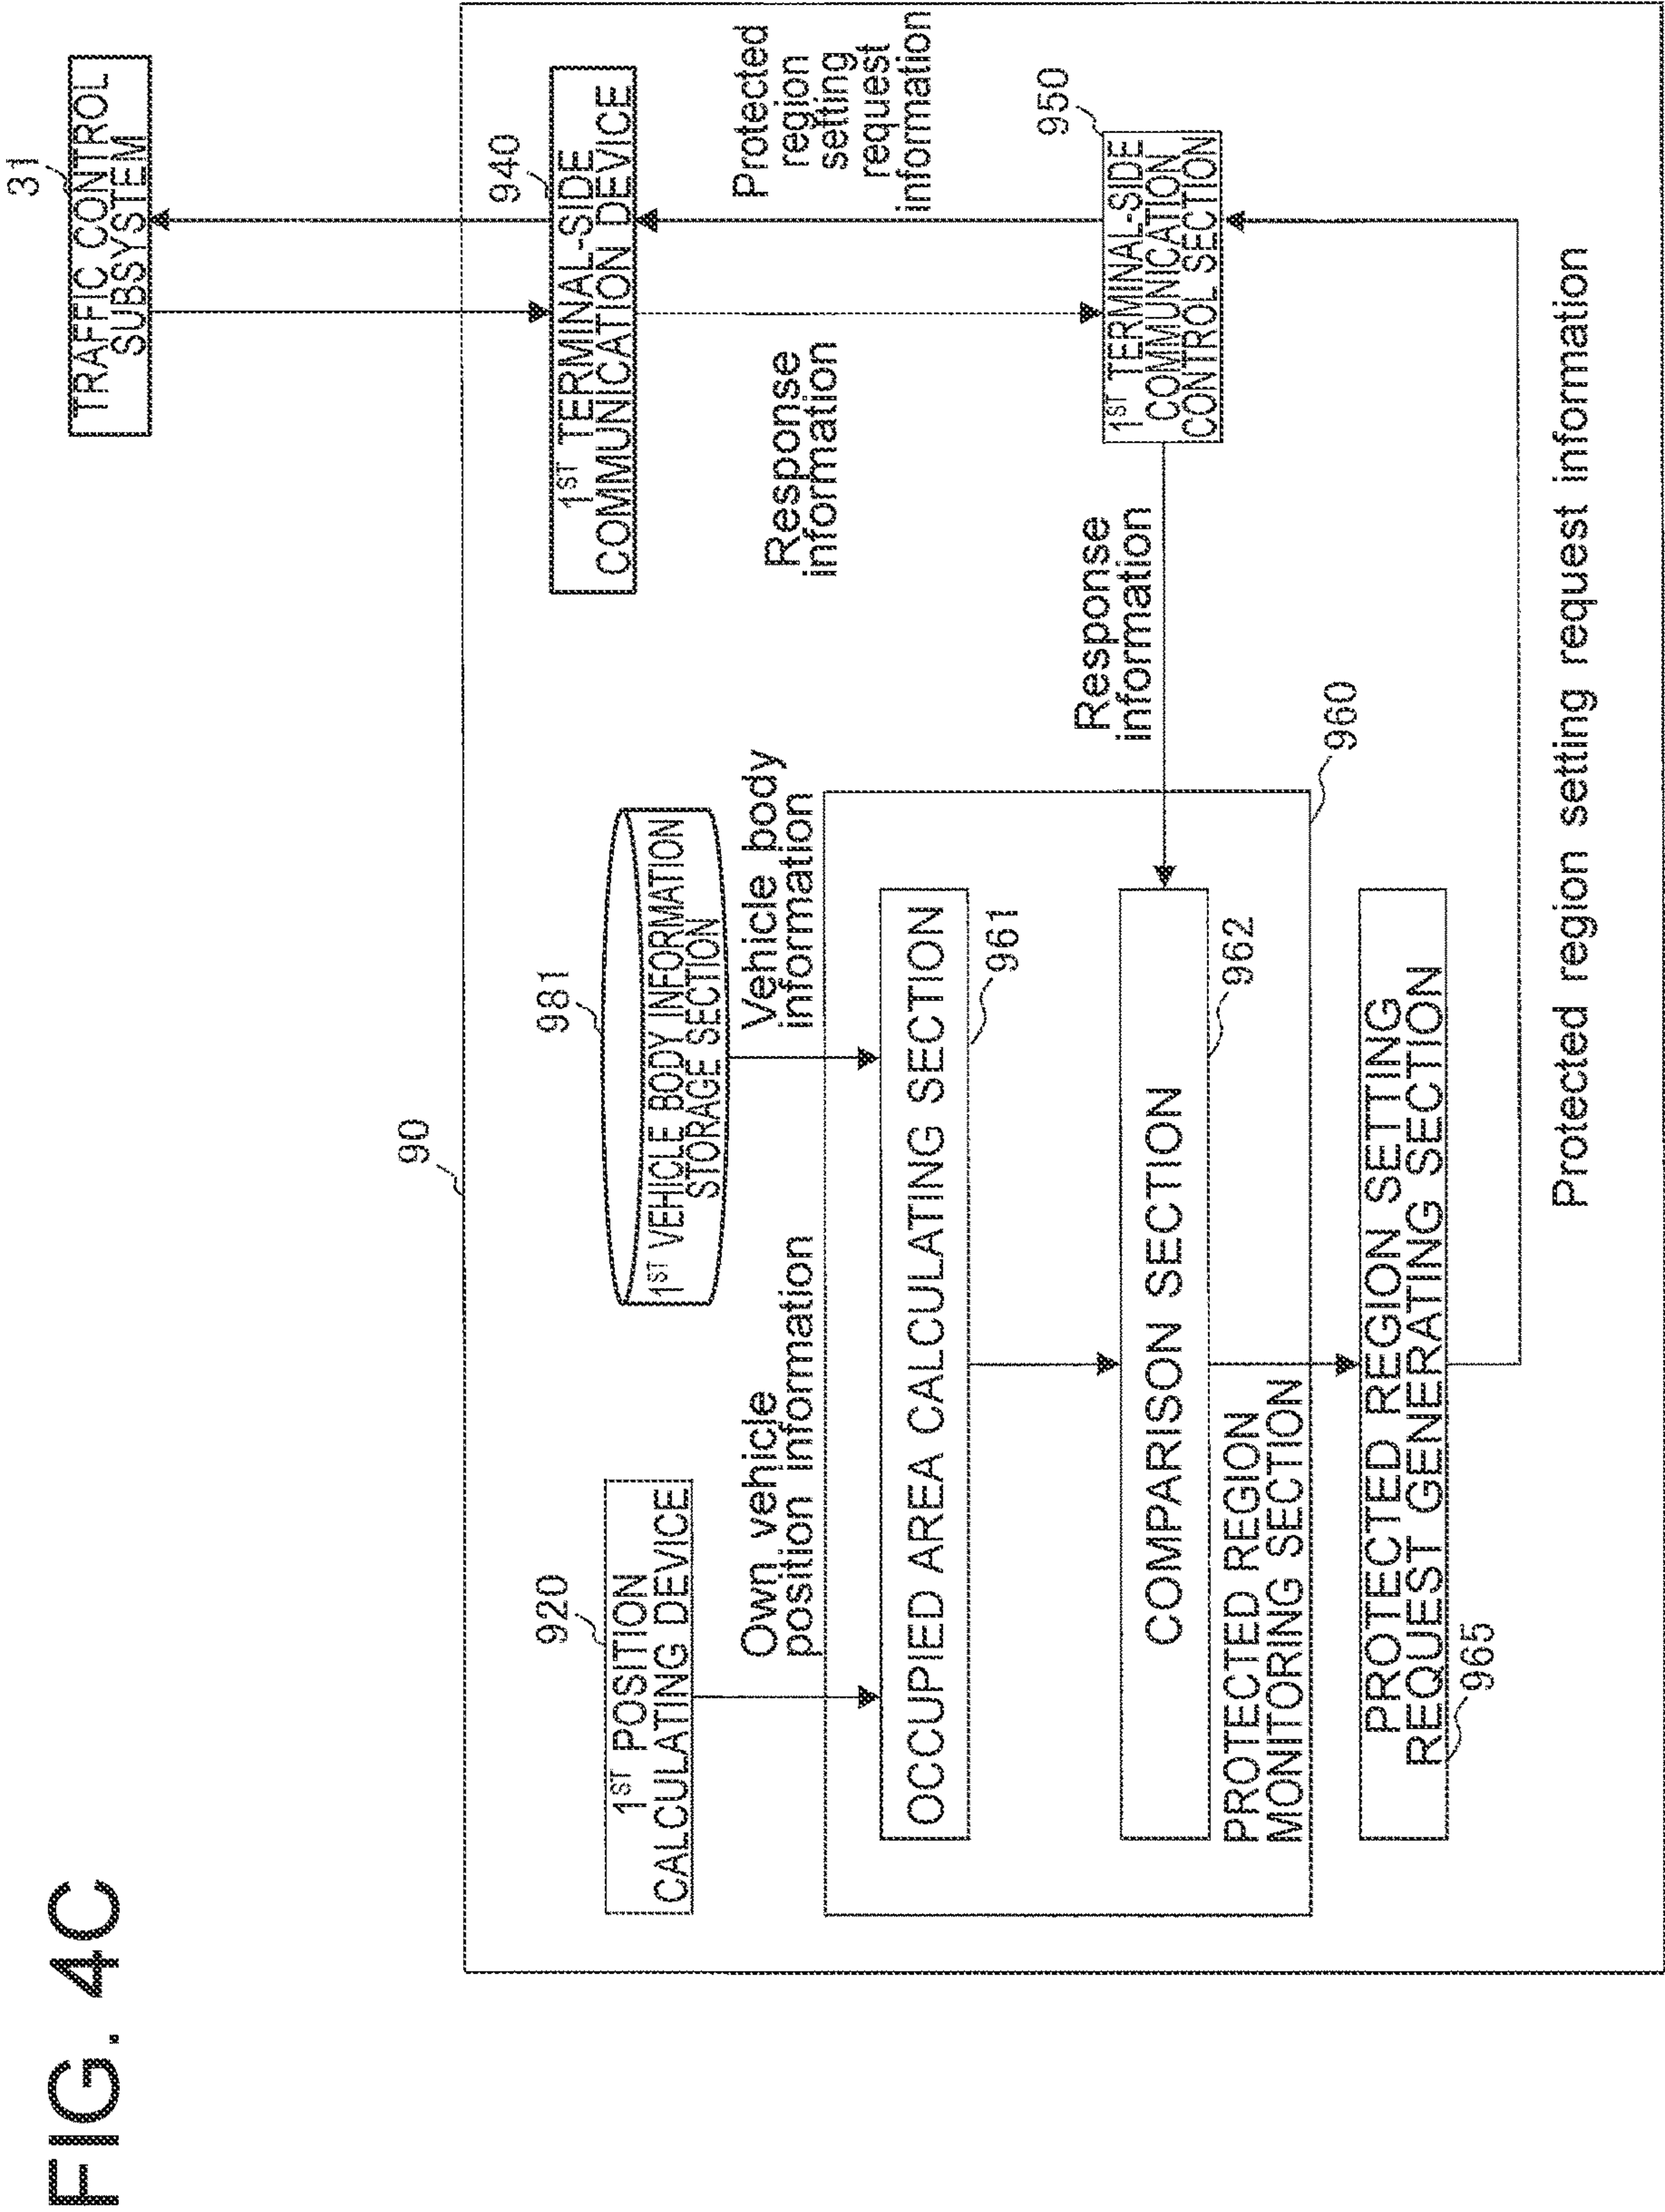 FIG. 4C
31
TRAFFIC CONTROL
SUBSYSTEM
90
920
1ST POSITION
CALCULATING DEVICE
981
1ST VEHICLE BODY INFORMATION
STORAGE SECTION
940
1ST TERMINAL-SIDE
COMMUNICATION DEVICE
Own vehicle
position information
Vehicle body
information
Response
information
Protected
region
setting
request
information
OCCUPIED AREA CALCULATING SECTION
961
Response
information
950
1ST TERMINAL-SIDE
COMMUNICATION
CONTROL SECTION
COMPARISON SECTION
962
PROTECTED REGION
MONITORING SECTION
960
PROTECTED REGION SETTING
REQUEST GENERATING SECTION
965
Protected region setting request information